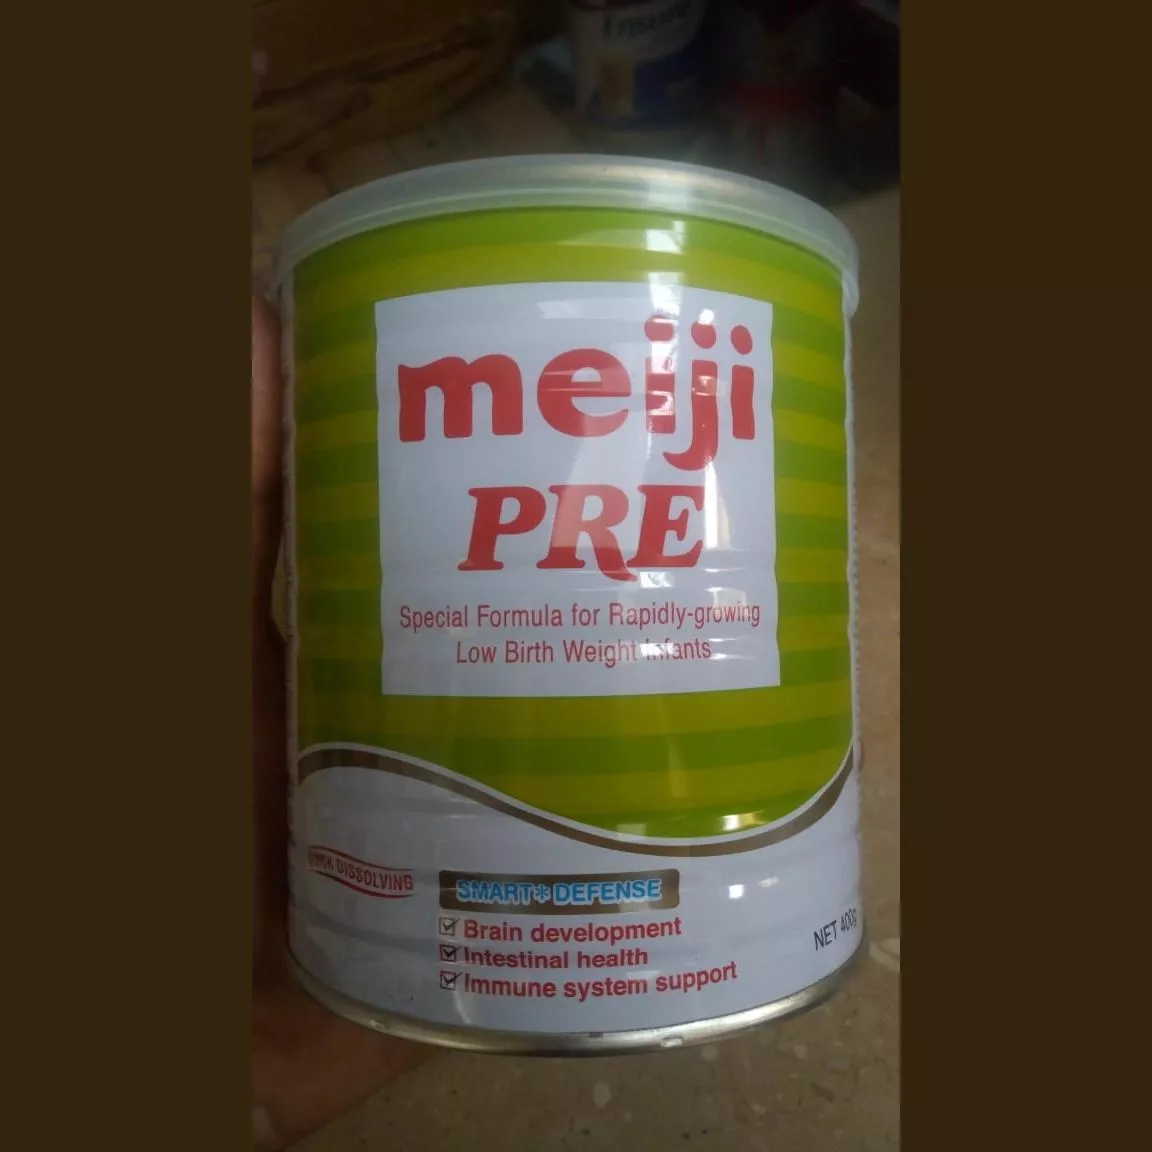 meiji
PRE
Special Formula for Rapidly-growing
Low Birth Weight Infants
QUICK DISSOLVING
SMART*DEFENSE
Brain development
Intestinal health
Immune system support
NET 400g